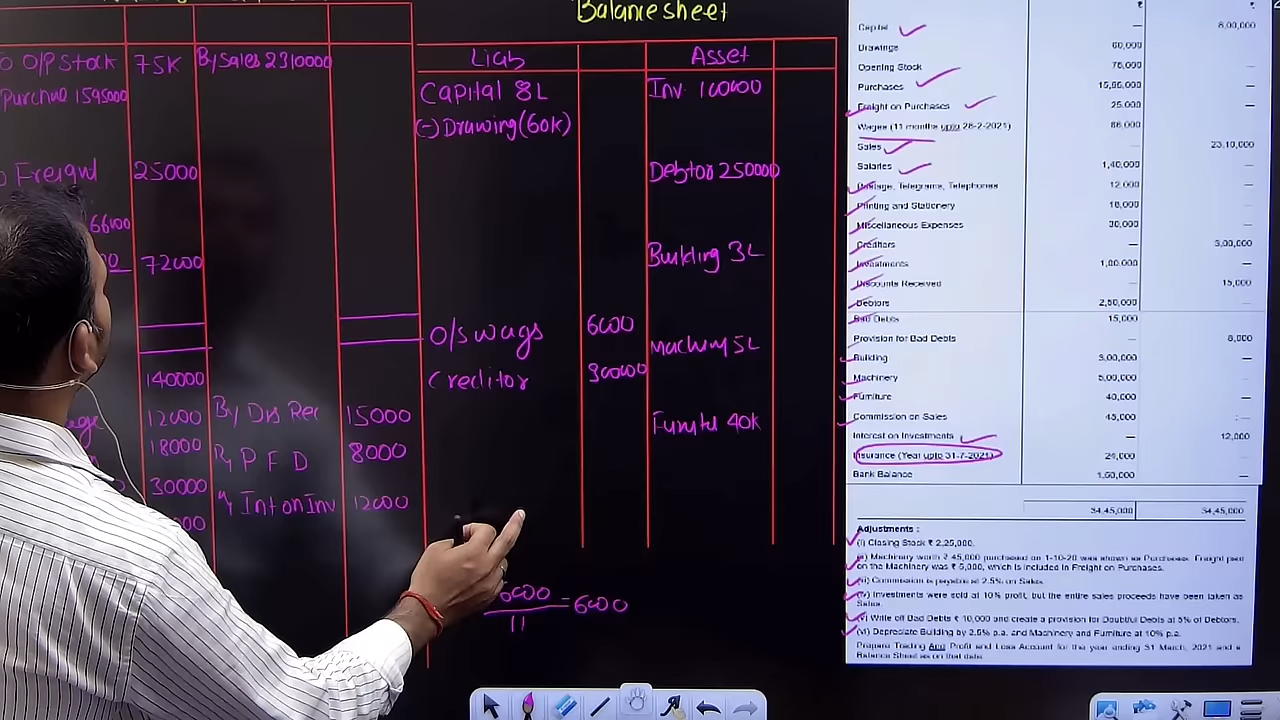 Balance sheet
O/P Stock 75K By Sales 2310000
Purchase 1595000
Freight 25000
66000
72000
140000
12000 By Dis Rec 15000
18000 By P F D 8000
30000 By Int on Inv 12000
Liab Asset
Capital 8L Inv 100000
(-) Drawing (60K)
Debtor 250000
Building 3L
O/s wags 6000
Machinery 5L
Creditor 300000
40K
11
= 6000
₹ ₹
Capital — 8,00,000
Drawings 60,000 —
Opening Stock 75,000 —
Purchases 15,95,000 —
Freight on Purchases 25,000 —
Wages (11 months upto 28-2-2021) 66,000 —
Sales — 23,10,000
Salaries 1,40,000 —
Postage, Telegrams, Telephones 12,000 —
Printing and Stationery 18,000 —
Miscellaneous Expenses 30,000 —
Creditors — 3,00,000
Investments 1,00,000 —
Discounts Received — 15,000
Debtors 2,50,000 —
Bad Debts 15,000 —
Provision for Bad Debts — 8,000
Building 3,00,000 —
Machinery 5,00,000 —
Furniture 40,000 —
Commission on Sales 45,000 —
Interest on Investments — 12,000
Insurance (Year upto 31-7-2021) 24,000 —
Bank Balance 1,50,000 —
34,45,000 34,45,000
Adjustments :
(i) Closing Stock ₹ 2,25,000.
(ii) Machinery worth ₹ 45,000 purchased on 1-10-20 was shown as Purchases. Freight paid
on the Machinery was ₹ 5,000, which is included in Freight on Purchases.
(iii) Commission is payable at 2.5% on Sales.
(iv) Investments were sold at 10% profit, but the entire sales proceeds have been taken as
Sales.
(v) Write off Bad Debts ₹ 10,000 and create a provision for Doubtful Debts at 5% of Debtors.
(vi) Depreciate Building by 2.5% p.a. and Machinery and Furniture at 10% p.a.
Prepare Trading And Profit and Loss Account for the year ending 31 March, 2021 and a
Balance Sheet as on that date.